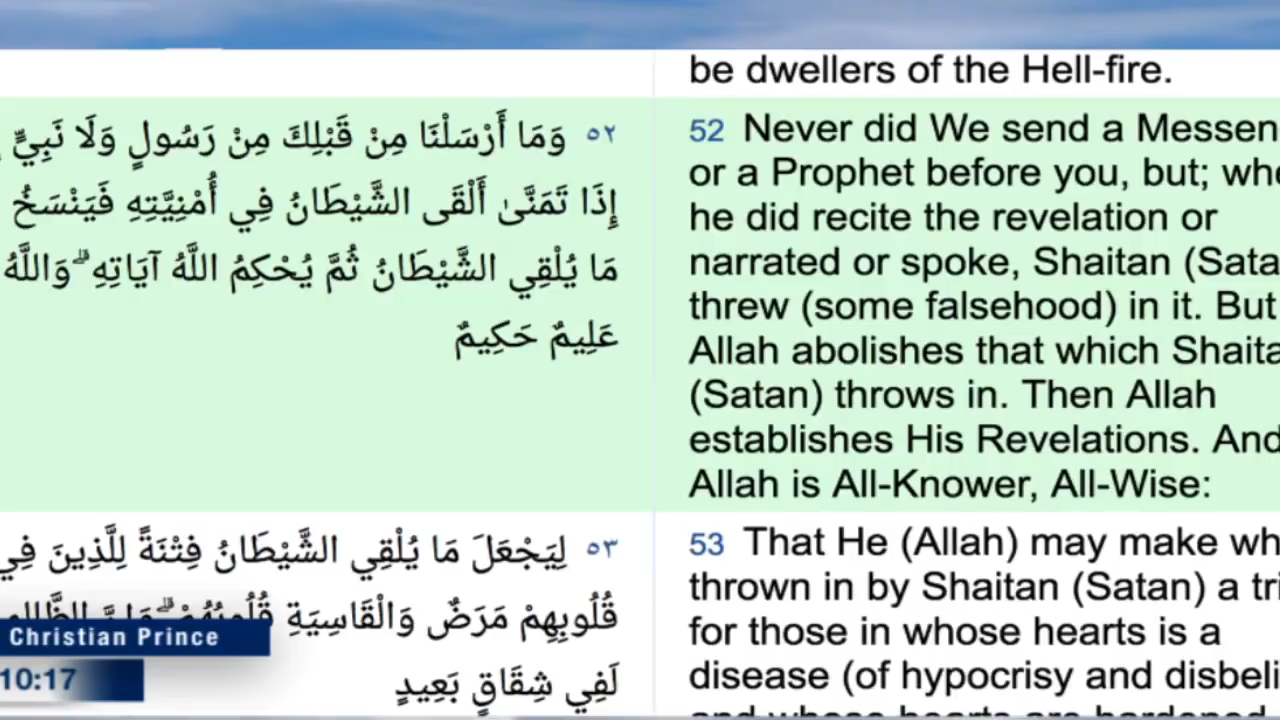 be dwellers of the Hell-fire.
٥٢ وَمَا أَرْسَلْنَا مِنْ قَبْلِكَ مِنْ رَسُولٍ وَلَا نَبِيٍّ
إِذَا تَمَنَّىٰ أَلْقَى الشَّيْطَانُ فِي أُمْنِيَّتِهِ فَيَنْسَخُ
مَا يُلْقِي الشَّيْطَانُ ثُمَّ يُحْكِمُ اللَّهُ آيَاتِهِ ۗ وَاللَّهُ
عَلِيمٌ حَكِيمٌ
52 Never did We send a Messen
or a Prophet before you, but; whe
he did recite the revelation or
narrated or spoke, Shaitan (Sata
threw (some falsehood) in it. But
Allah abolishes that which Shaita
(Satan) throws in. Then Allah
establishes His Revelations. And
Allah is All-Knower, All-Wise:
٥٣ لِيَجْعَلَ مَا يُلْقِي الشَّيْطَانُ فِتْنَةً لِلَّذِينَ فِي
قُلُوبِهِمْ مَرَضٌ وَالْقَاسِيَةِ قُلُوبُهُمْ ۗ
لَفِي شِقَاقٍ بَعِيدٍ
53 That He (Allah) may make wh
thrown in by Shaitan (Satan) a tri
for those in whose hearts is a
disease (of hypocrisy and disbeli
and whose hearts are hardened
Christian Prince
10:17